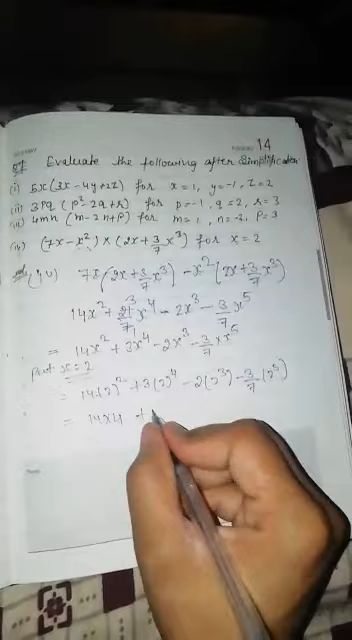 14
Q7 Evaluate the following after Simplification
(i) 5x(3x-4y+2z) for x=1, y=-1, z=2
(ii) 3pq (p²-2q+r) for p=-1, q=2, r=3
(iii) 4mn (m-2n+p) for m=1, n=-2, p=3
(iv) (7x-x²)×(2x+3/7 x³) for x=2
(iv) 7x(2x+3/7 x³)-x²(2x+3/7 x³)
14x²+21/7 x⁴-2x³-3/7 x⁵
= 14x²+3x⁴-2x³-3/7 x x⁵
put x=2
= 14(2)²+3(2)⁴-2(2³)-3/7(2⁵)
= 14×4 +